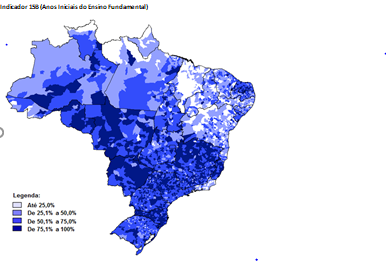 Indicador 15B (Anos Iniciais do Ensino Fundamental)
Legenda:
Até 25,0%
De 25,1% a 50,0%
De 50,1% a 75,0%
De 75,1% a 100%